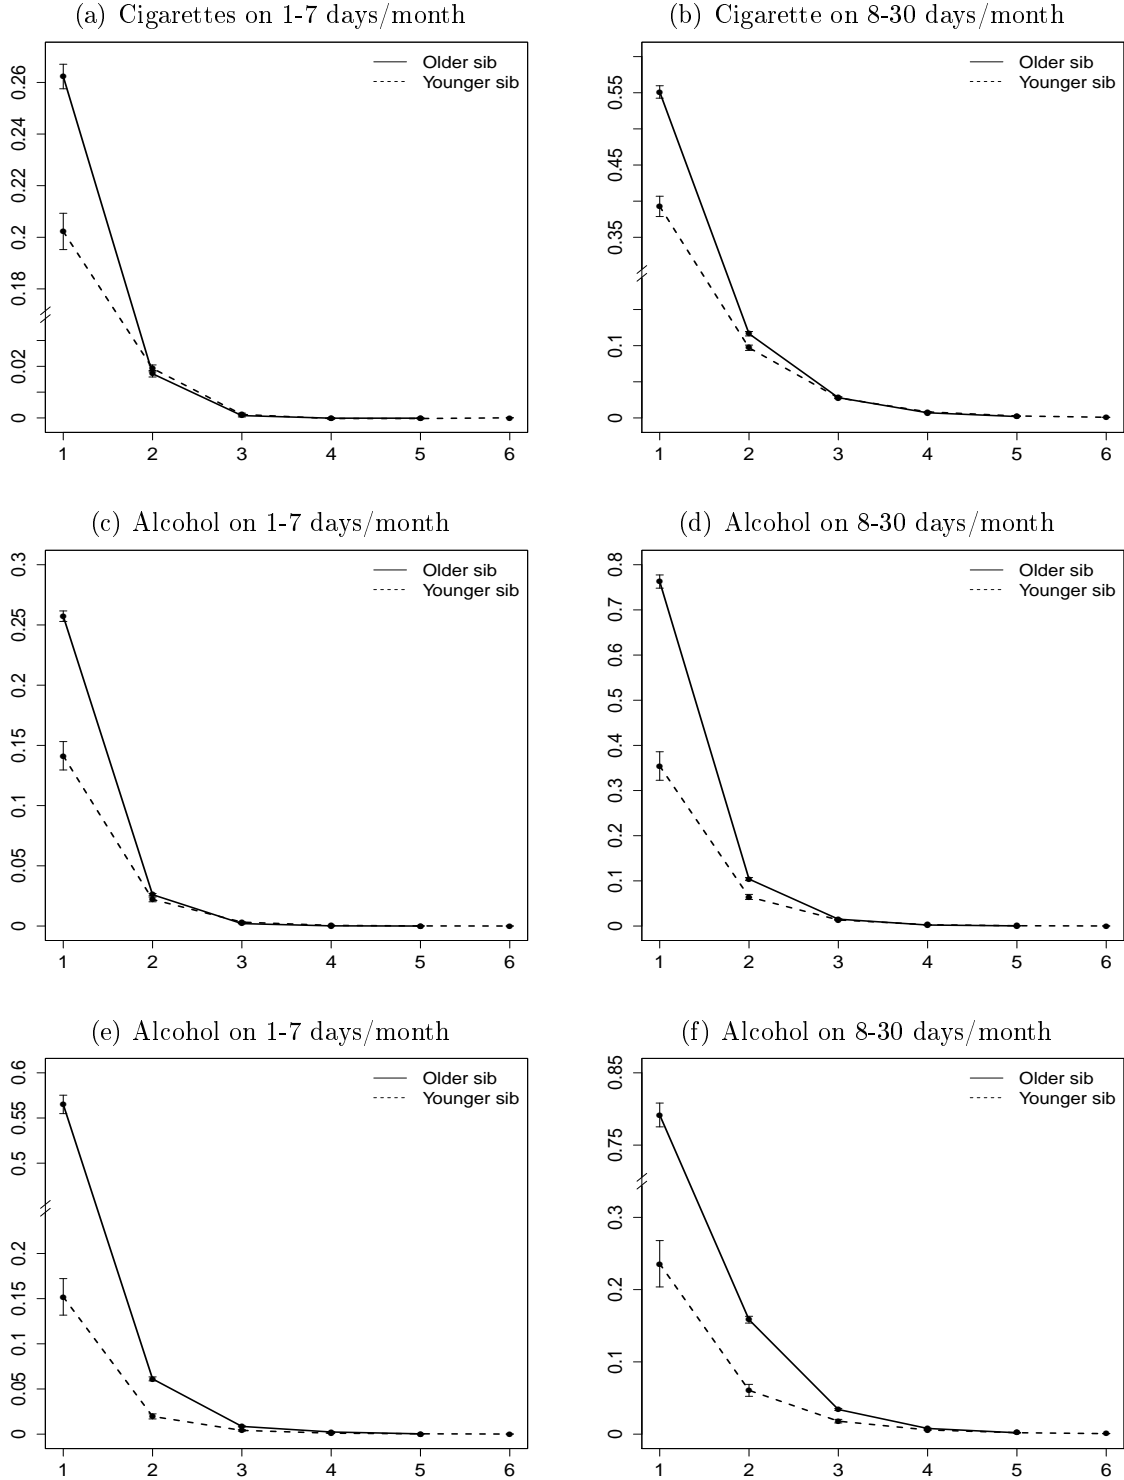 (a) Cigarettes on 1-7 days/month
Older sib
Younger sib
0.26
0.24
0.22
0.2
0.18
0.02
0
1 2 3 4 5 6
(b) Cigarette on 8-30 days/month
Older sib
Younger sib
0.55
0.45
0.35
0.1
0
1 2 3 4 5 6
(c) Alcohol on 1-7 days/month
Older sib
Younger sib
0.3
0.25
0.2
0.15
0.1
0.05
0
1 2 3 4 5 6
(d) Alcohol on 8-30 days/month
Older sib
Younger sib
0.8
0.7
0.6
0.5
0.4
0.3
0.2
0.1
0
1 2 3 4 5 6
(e) Alcohol on 1-7 days/month
Older sib
Younger sib
0.6
0.55
0.5
0.2
0.15
0.1
0.05
0
1 2 3 4 5 6
(f) Alcohol on 8-30 days/month
Older sib
Younger sib
0.85
0.75
0.3
0.2
0.1
0
1 2 3 4 5 6